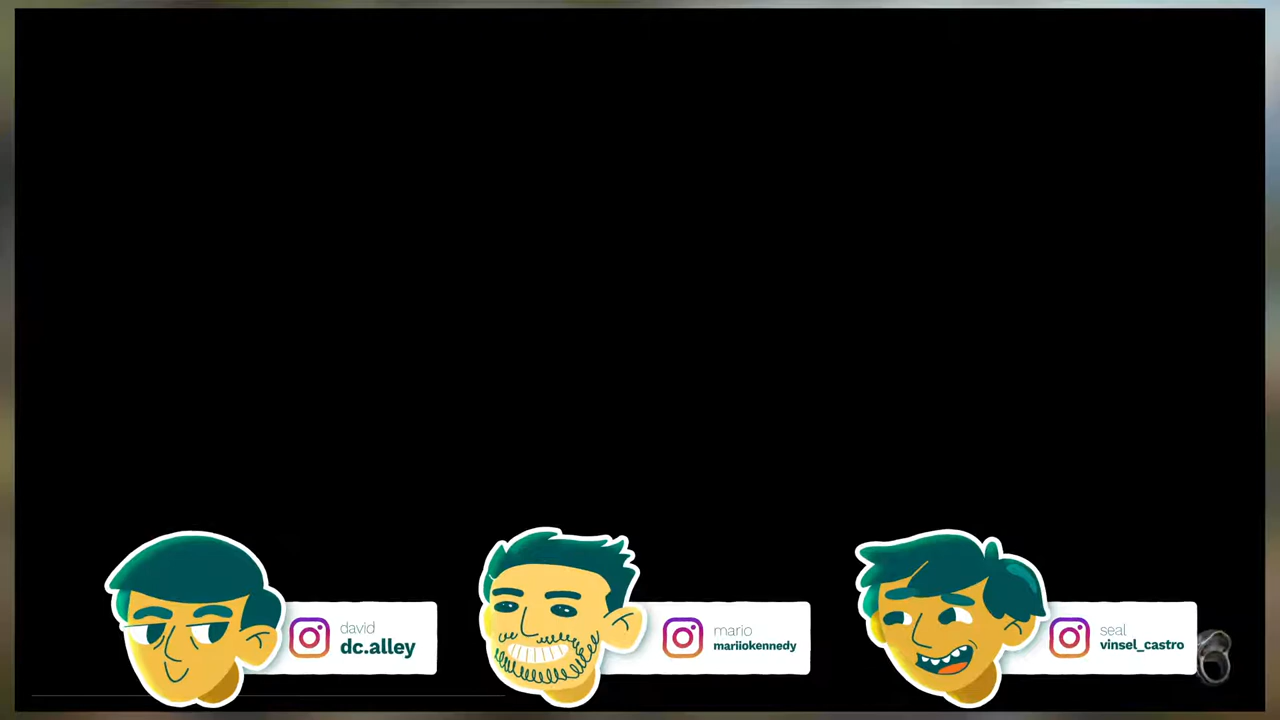 david
dc.alley
mario
mariiokennedy
seal
vinsel_castro